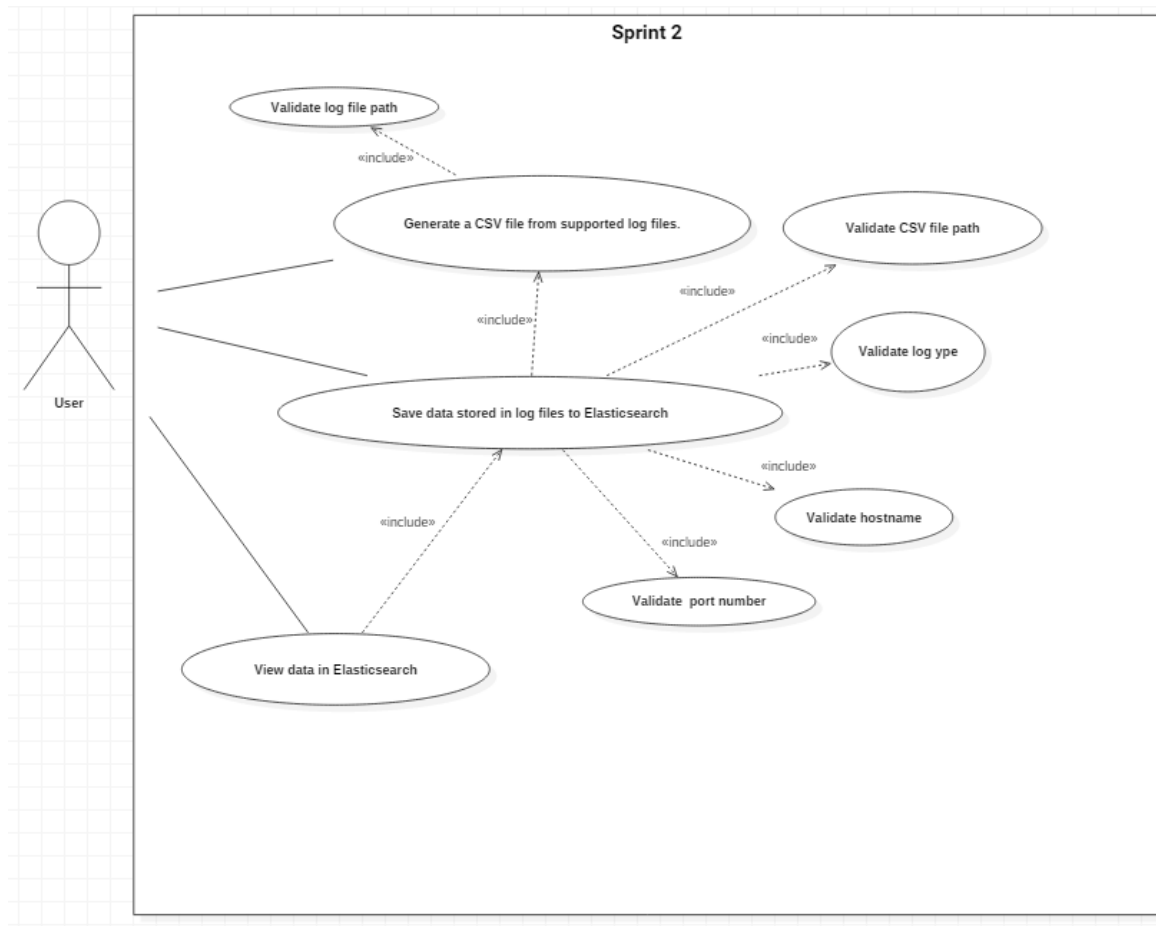 Sprint 2
Validate log file path
«include»
Generate a CSV file from supported log files.
Validate CSV file path
«include»
«include»
«include»
Validate log ype
User
Save data stored in log files to Elasticsearch
«include»
Validate hostname
«include»
«include»
Validate  port number
View data in Elasticsearch